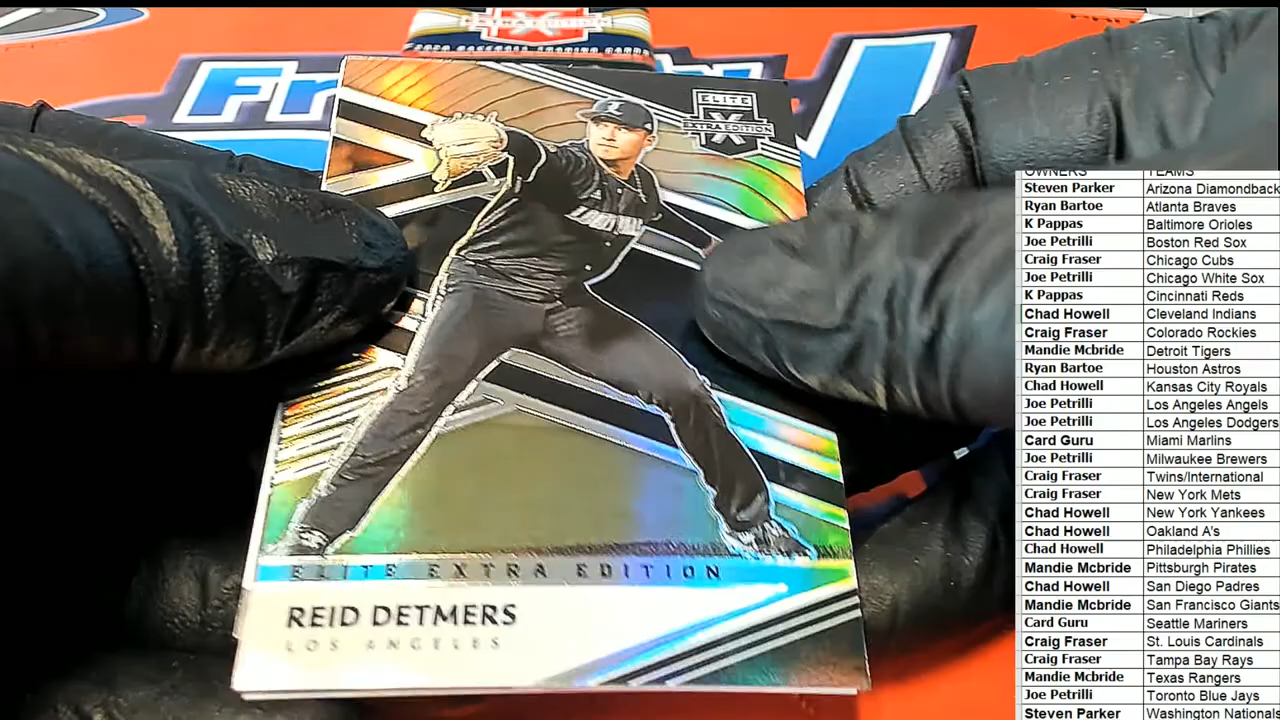 EXTRA EDITION
2020 BASEBALL TRADING CARDS
Fr
ELITE
X
EXTRA EDITION
L
ELITE EXTRA EDITION
REID DETMERS
LOS ANGELES
OWNERS TEAMS
Steven Parker Arizona Diamondback
Ryan Bartoe Atlanta Braves
K Pappas Baltimore Orioles
Joe Petrilli Boston Red Sox
Craig Fraser Chicago Cubs
Joe Petrilli Chicago White Sox
K Pappas Cincinnati Reds
Chad Howell Cleveland Indians
Craig Fraser Colorado Rockies
Mandie Mcbride Detroit Tigers
Ryan Bartoe Houston Astros
Chad Howell Kansas City Royals
Joe Petrilli Los Angeles Angels
Joe Petrilli Los Angeles Dodgers
Card Guru Miami Marlins
Joe Petrilli Milwaukee Brewers
Craig Fraser Twins/International
Craig Fraser New York Mets
Chad Howell New York Yankees
Chad Howell Oakland A's
Chad Howell Philadelphia Phillies
Mandie Mcbride Pittsburgh Pirates
Chad Howell San Diego Padres
Mandie Mcbride San Francisco Giants
Card Guru Seattle Mariners
Craig Fraser St. Louis Cardinals
Craig Fraser Tampa Bay Rays
Mandie Mcbride Texas Rangers
Joe Petrilli Toronto Blue Jays
Steven Parker Washington Nationals